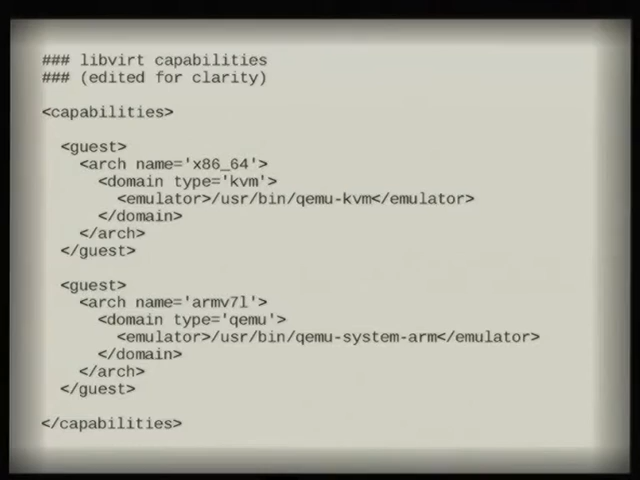 ### libvirt capabilities
### (edited for clarity)
<capabilities>
<guest>
<arch name='x86_64'>
<domain type='kvm'>
<emulator>/usr/bin/qemu-kvm</emulator>
</domain>
</arch>
</guest>
<guest>
<arch name='armv7l'>
<domain type='qemu'>
<emulator>/usr/bin/qemu-system-arm</emulator>
</domain>
</arch>
</guest>
</capabilities>